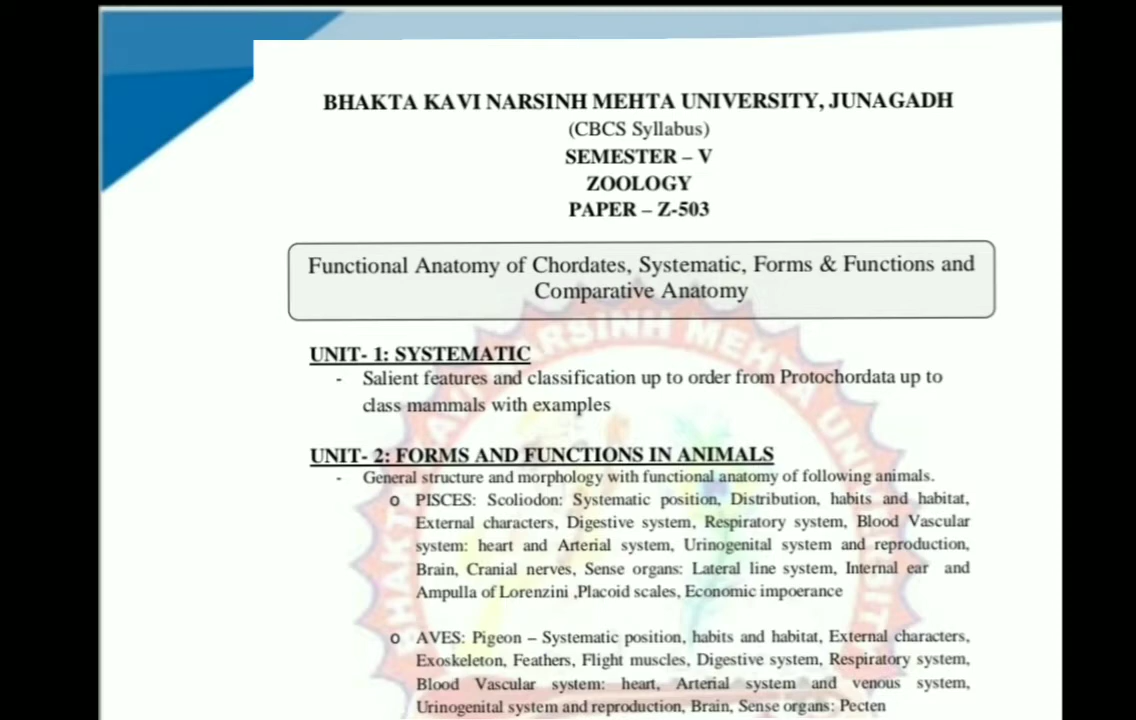 BHAKTA KAVI NARSINH MEHTA UNIVERSITY, JUNAGADH
(CBCS Syllabus)
SEMESTER – V
ZOOLOGY
PAPER – Z-503
Functional Anatomy of Chordates, Systematic, Forms & Functions and
Comparative Anatomy
UNIT- 1: SYSTEMATIC
- Salient features and classification up to order from Protochordata up to
class mammals with examples
UNIT- 2: FORMS AND FUNCTIONS IN ANIMALS
- General structure and morphology with functional anatomy of following animals.
o PISCES: Scoliodon: Systematic position, Distribution, habits and habitat,
External characters, Digestive system, Respiratory system, Blood Vascular
system: heart and Arterial system, Urinogenital system and reproduction,
Brain, Cranial nerves, Sense organs: Lateral line system, Internal ear and
Ampulla of Lorenzini ,Placoid scales, Economic impoerance
o AVES: Pigeon – Systematic position, habits and habitat, External characters,
Exoskeleton, Feathers, Flight muscles, Digestive system, Respiratory system,
Blood Vascular system: heart, Arterial system and venous system,
Urinogenital system and reproduction, Brain, Sense organs: Pecten